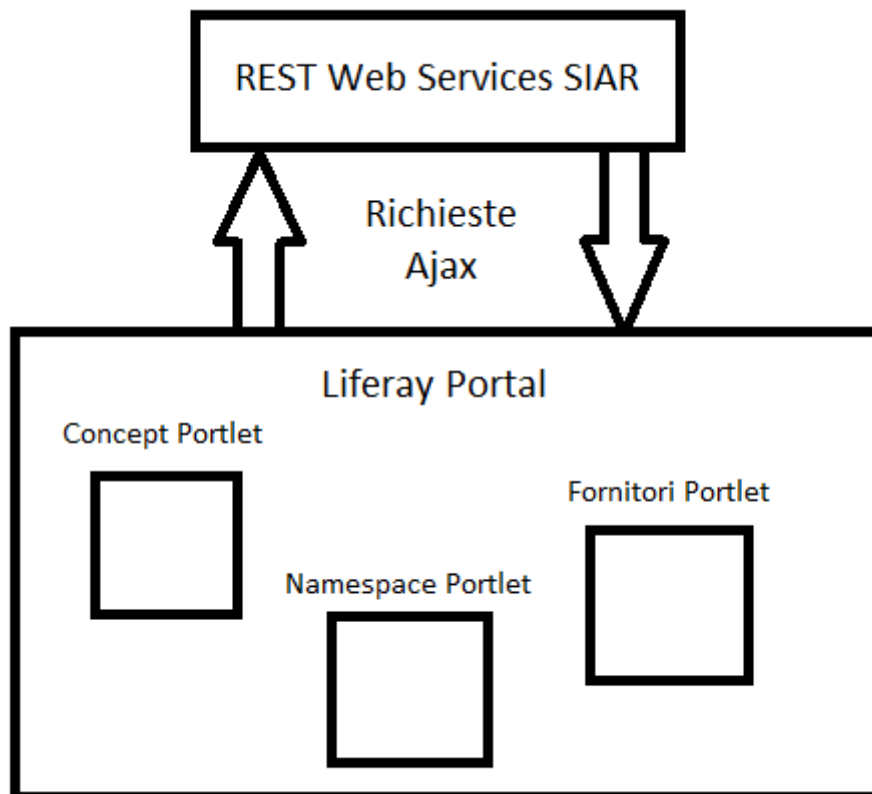 REST Web Services SIAR
Richieste
Ajax
Liferay Portal
Concept Portlet
Fornitori Portlet
Namespace Portlet